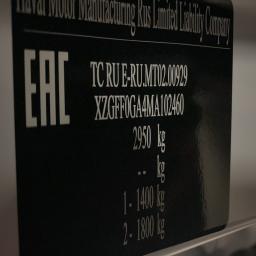 Haval Motor Manufacturing Rus Limited Liability Company
EAC
TC RU E-RU.MT02.00929
XZGFF0GA4MA102460
2950 kg
-- kg
1 - 1400 kg
2 - 1800 kg